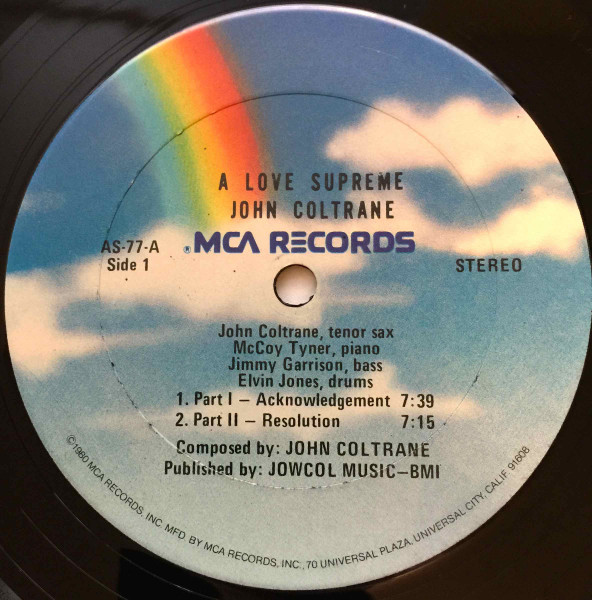 A LOVE SUPREME
JOHN COLTRANE
® MCA RECORDS
AS-77-A
Side 1
STEREO
John Coltrane, tenor sax
McCoy Tyner, piano
Jimmy Garrison, bass
Elvin Jones, drums
1. Part I – Acknowledgement 7:39
2. Part II – Resolution 7:15
Composed by: JOHN COLTRANE
Published by: JOWCOL MUSIC–BMI
©1980 MCA RECORDS, INC. MFD. BY MCA RECORDS, INC., 70 UNIVERSAL PLAZA, UNIVERSAL CITY, CALIF. 91608